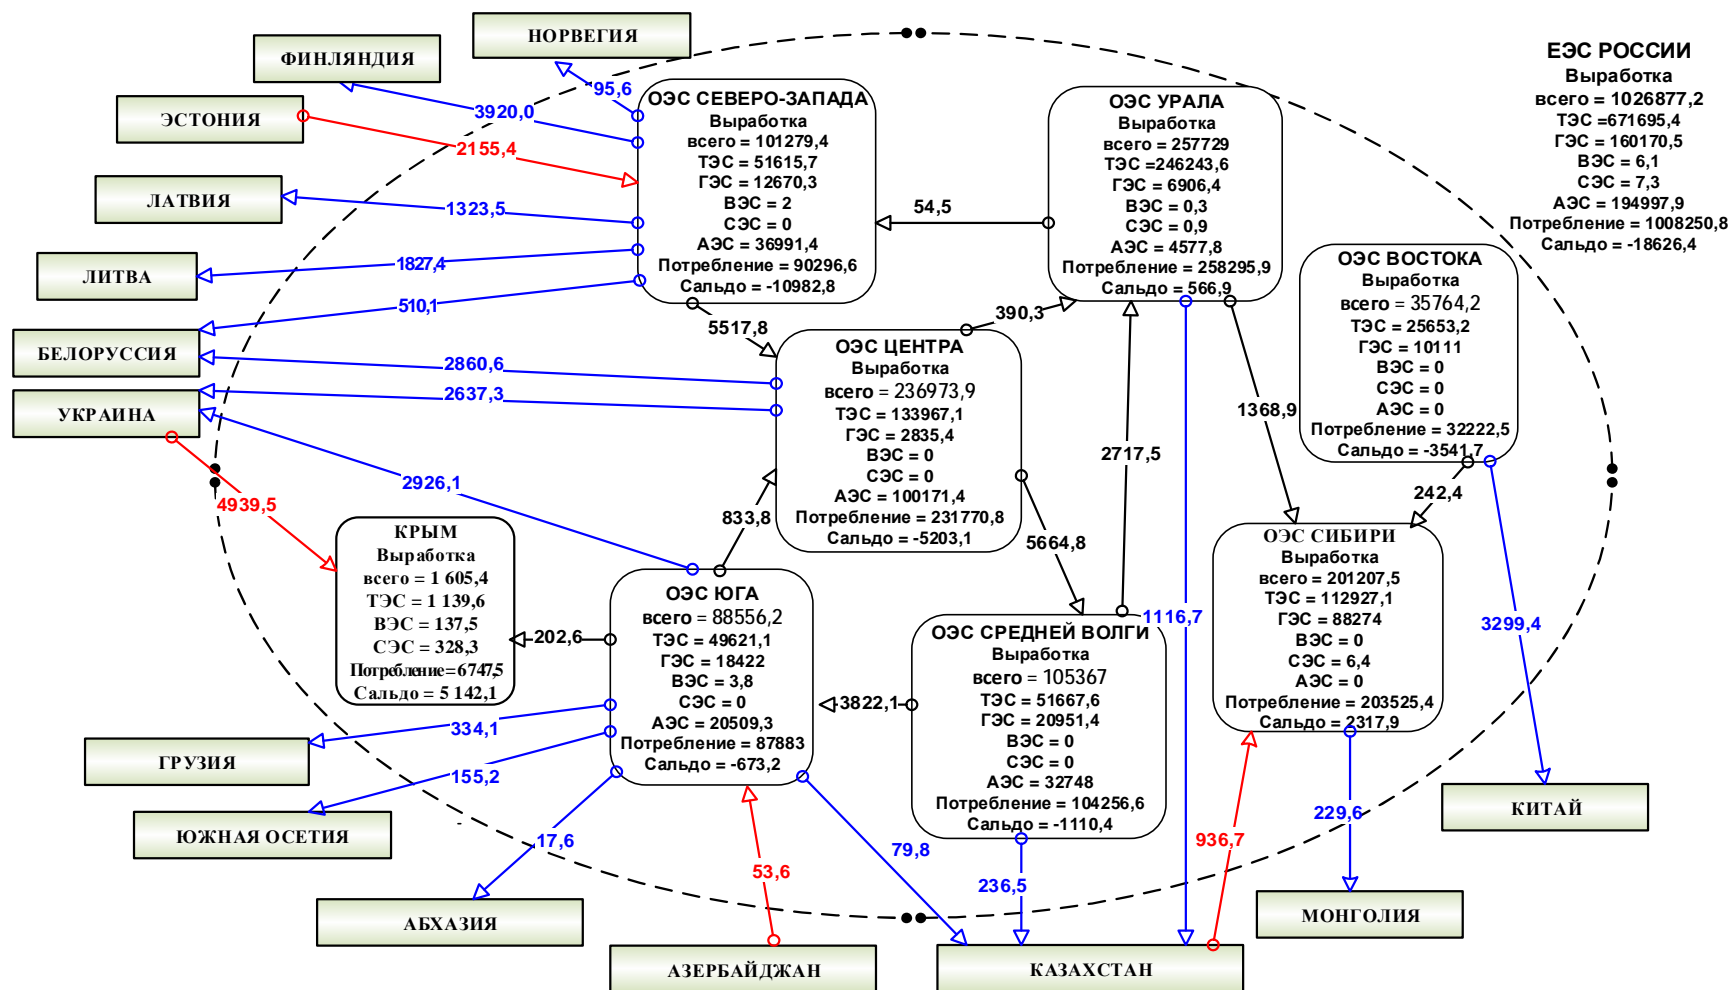 НОРВЕГИЯ
ФИНЛЯНДИЯ
ЭСТОНИЯ
ЛАТВИЯ
ЛИТВА
БЕЛОРУССИЯ
УКРАИНА
95,6
3920,0
2155,4
1323,5
1827,4
510,1
2860,6
2637,3
2926,1
4939,5
ОЭС СЕВЕРО-ЗАПАДА
Выработка
всего = 101279,4
ТЭС = 51615,7
ГЭС = 12670,3
ВЭС = 2
СЭС = 0
АЭС = 36991,4
Потребление = 90296,6
Сальдо = -10982,8
54,5
ОЭС УРАЛА
Выработка
всего = 257729
ТЭС =246243,6
ГЭС = 6906,4
ВЭС = 0,3
СЭС = 0,9
АЭС = 4577,8
Потребление = 258295,9
Сальдо = 566,9
ЕЭС РОССИИ
Выработка
всего = 1026877,2
ТЭС =671695,4
ГЭС = 160170,5
ВЭС = 6,1
СЭС = 7,3
АЭС = 194997,9
Потребление = 1008250,8
Сальдо = -18626,4
ОЭС ВОСТОКА
Выработка
всего = 35764,2
ТЭС = 25653,2
ГЭС = 10111
ВЭС = 0
СЭС = 0
АЭС = 0
Потребление = 32222,5
Сальдо = -3541,7
5517,8
390,3
ОЭС ЦЕНТРА
Выработка
всего = 236973,9
ТЭС = 133967,1
ГЭС = 2835,4
ВЭС = 0
СЭС = 0
АЭС = 100171,4
Потребление = 231770,8
Сальдо = -5203,1
833,8
5664,8
2717,5
1368,9
242,4
3299,4
КРЫМ
Выработка
всего = 1 605,4
ТЭС = 1 139,6
ВЭС = 137,5
СЭС = 328,3
Потребление=6747,5
Сальдо = 5 142,1
202,6
ОЭС ЮГА
всего = 88556,2
ТЭС = 49621,1
ГЭС = 18422
ВЭС = 3,8
СЭС = 0
АЭС = 20509,3
Потребление = 87883
Сальдо = -673,2
3822,1
ОЭС СРЕДНЕЙ ВОЛГИ
Выработка
всего = 105367
ТЭС = 51667,6
ГЭС = 20951,4
ВЭС = 0
СЭС = 0
АЭС = 32748
Потребление = 104256,6
Сальдо = -1110,4
1116,7
ОЭС СИБИРИ
Выработка
всего = 201207,5
ТЭС = 112927,1
ГЭС = 88274
ВЭС = 0
СЭС = 6,4
АЭС = 0
Потребление = 203525,4
Сальдо = 2317,9
334,1
155,2
17,6
53,6
79,8
236,5
936,7
229,6
ГРУЗИЯ
ЮЖНАЯ ОСЕТИЯ
АБХАЗИЯ
АЗЕРБАЙДЖАН
КАЗАХСТАН
МОНГОЛИЯ
КИТАЙ